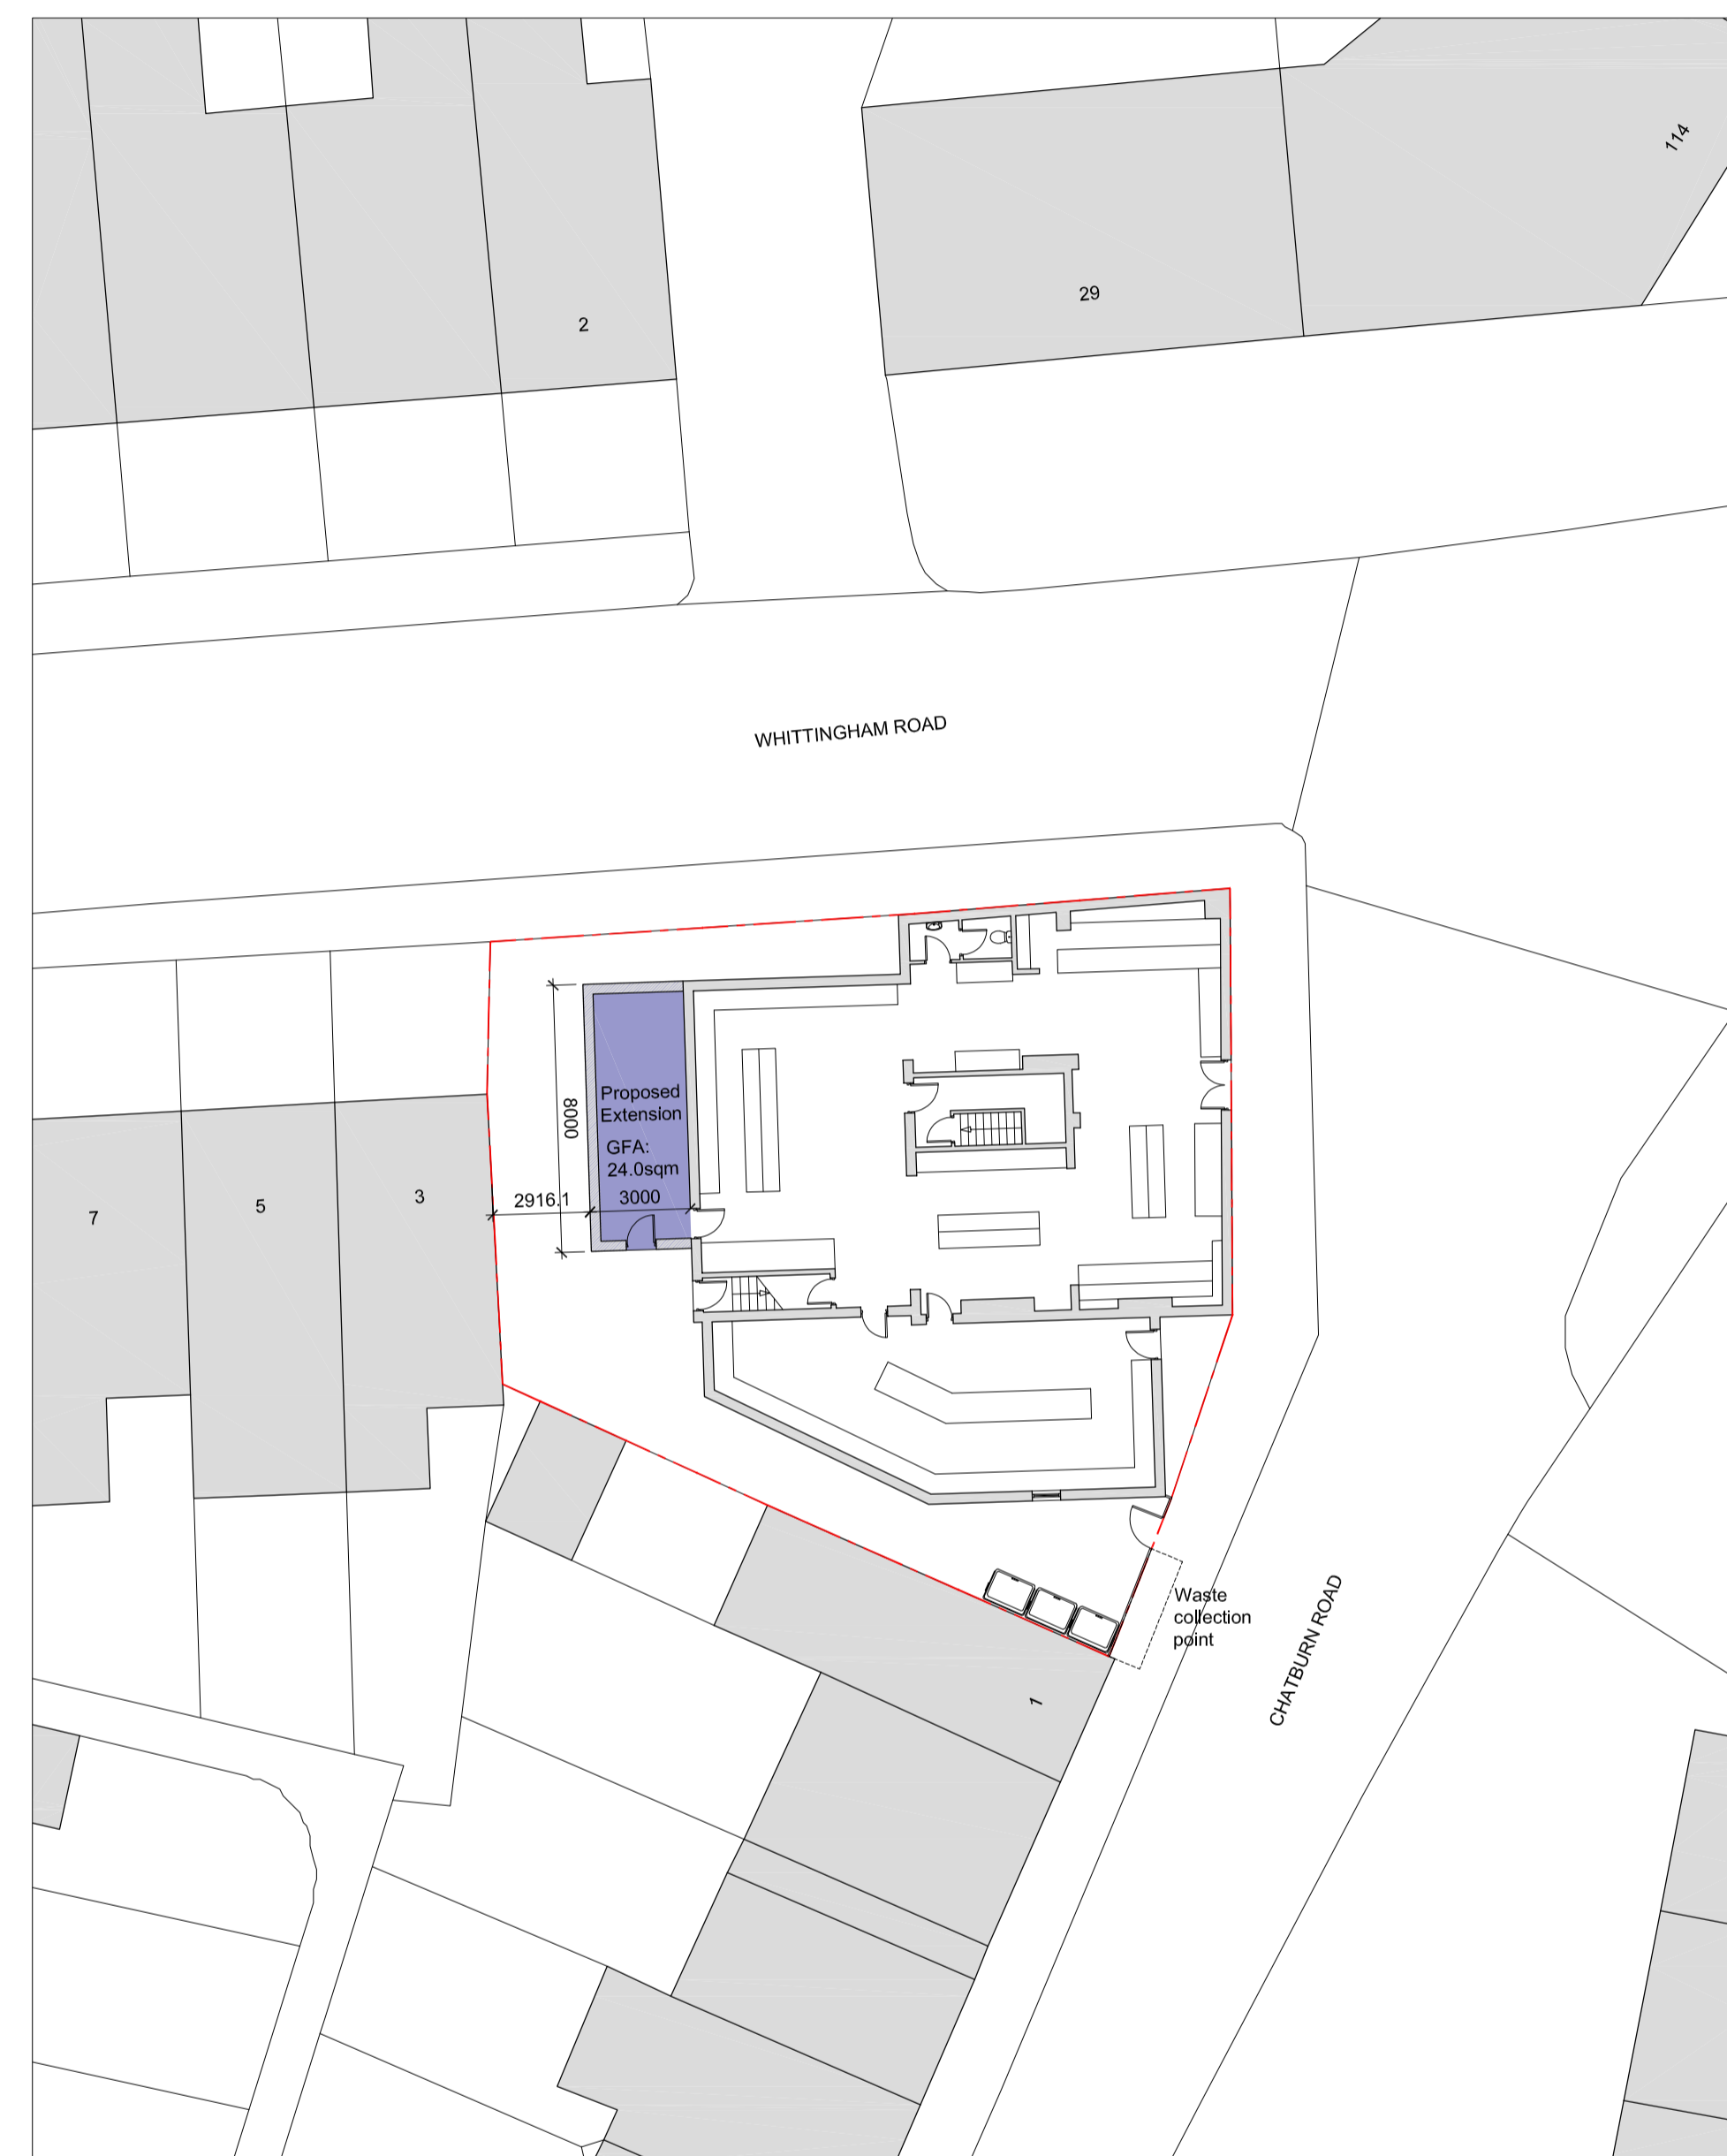 114
29
2
WHITTINGHAM ROAD
Proposed
Extension
GFA:
24.0sqm
8000
2916.1
3000
7
5
3
Waste
collection
point
CHATBURN ROAD
1